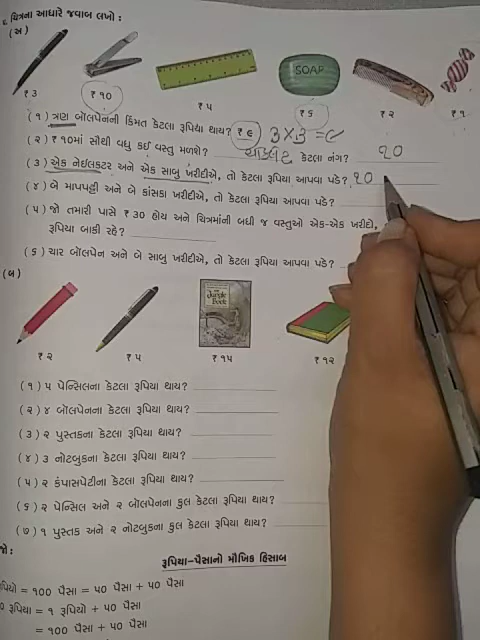 ૮ ચિત્રના આધારે જવાબ લખો :
(અ)
SOAP
₹ ૩ ₹ ૧૦ ₹ ૫ ₹ ૬ ₹ ૨ ₹ ૧
(૧) ત્રણ બૉલપેનની કિંમત કેટલા રૂપિયા થાય? ₹ ૯ 3 × 3 = ૯
(૨) ₹ ૧૦માં સૌથી વધુ કઈ વસ્તુ મળશે? ચોકલેટ કેટલા નંગ? ૧૦
(૩) એક નેઈલકટર અને એક સાબુ ખરીદીએ, તો કેટલા રૂપિયા આપવા પડે? ૧૦
(૪) બે માપપટ્ટી અને બે કાંસકા ખરીદીએ, તો કેટલા રૂપિયા આપવા પડે?
(૫) જો તમારી પાસે ₹ 30 હોય અને ચિત્રમાંની બધી જ વસ્તુઓ એક-એક ખરીદો,
રૂપિયા બાકી રહે?
(૬) ચાર બૉલપેન અને બે સાબુ ખરીદીએ, તો કેટલા રૂપિયા આપવા પડે?
(બ)
Jungle Book
₹ ૨ ₹ ૫ ₹ ૧૫ ₹ ૧૨
(૧) ૫ પેન્સિલના કેટલા રૂપિયા થાય?
(૨) ૪ બૉલપેનના કેટલા રૂપિયા થાય?
(૩) ૨ પુસ્તકના કેટલા રૂપિયા થાય?
(૪) ૩ નોટબુકના કેટલા રૂપિયા થાય?
(૫) ૨ કંપાસપેટીના કેટલા રૂપિયા થાય?
(૬) ૨ પેન્સિલ અને ૨ બૉલપેનના કુલ કેટલા રૂપિયા થાય?
(૭) ૧ પુસ્તક અને ૨ નોટબુકના કુલ કેટલા રૂપિયા થાય?
જો :
રૂપિયા-પૈસાનો મૌખિક હિસાબ
પિયો = ૧૦૦ પૈસા = ૫૦ પૈસા + ૫૦ પૈસા
૦ રૂપિયા = ૧ રૂપિયો + ૫૦ પૈસા
= ૧૦૦ પૈસા + ૫૦ પૈસા